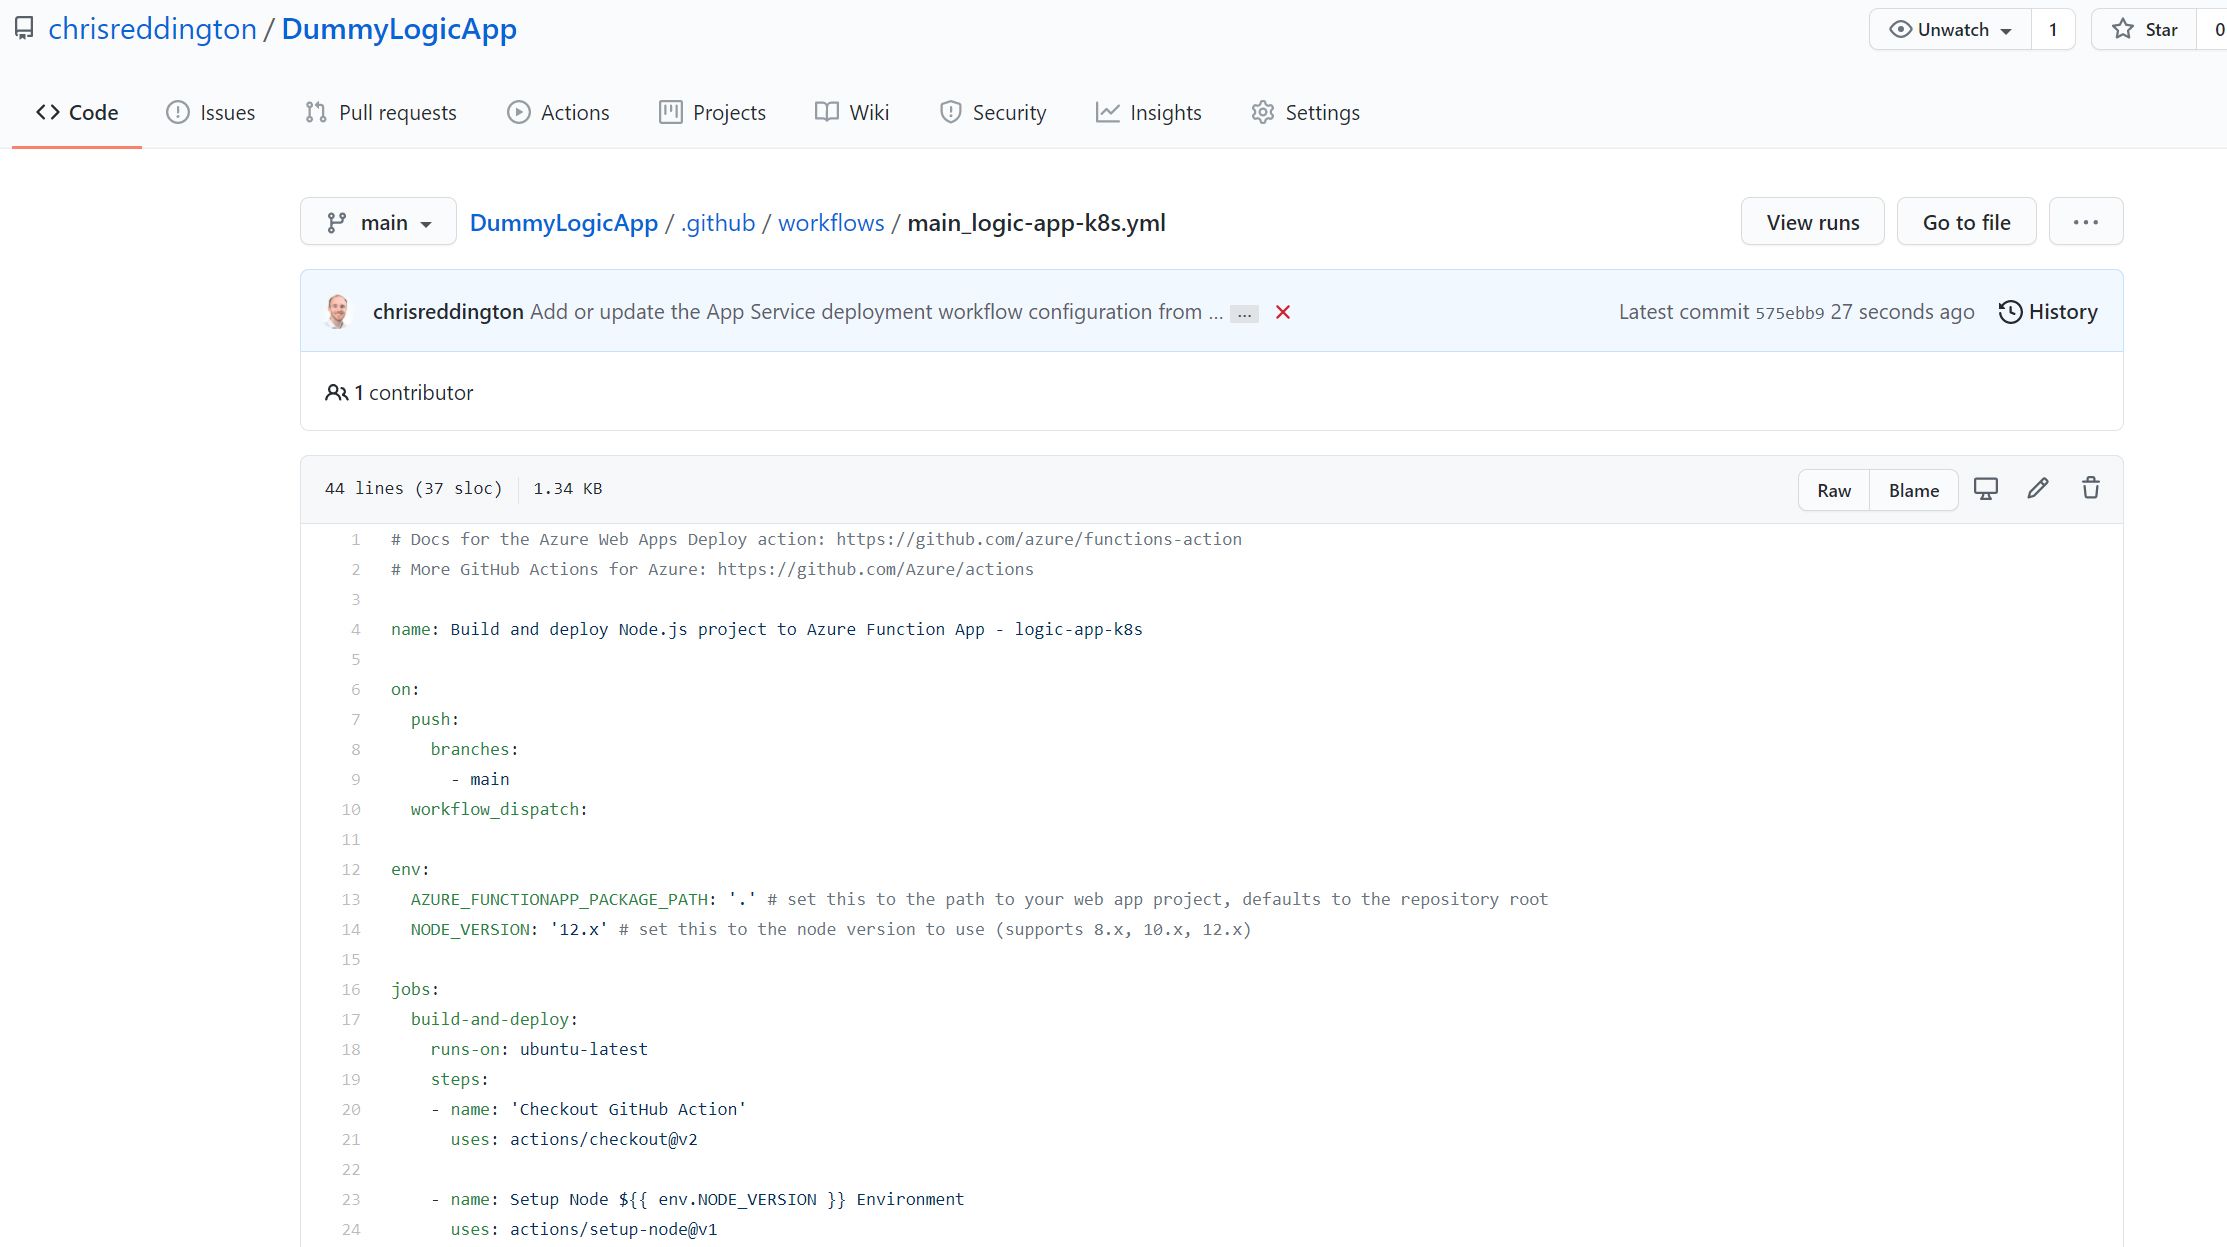 chrisreddington / DummyLogicApp
Unwatch 1 Star 0
Code Issues Pull requests Actions Projects Wiki Security Insights Settings
main DummyLogicApp / .github / workflows / main_logic-app-k8s.yml View runs Go to file ...
chrisreddington Add or update the App Service deployment workflow configuration from ... ... Latest commit 575ebb9 27 seconds ago History
1 contributor
44 lines (37 sloc) 1.34 KB Raw Blame
1 # Docs for the Azure Web Apps Deploy action: https://github.com/azure/functions-action
2 # More GitHub Actions for Azure: https://github.com/Azure/actions
3
4 name: Build and deploy Node.js project to Azure Function App - logic-app-k8s
5
6 on:
7   push:
8     branches:
9       - main
10   workflow_dispatch:
11
12 env:
13   AZURE_FUNCTIONAPP_PACKAGE_PATH: '.' # set this to the path to your web app project, defaults to the repository root
14   NODE_VERSION: '12.x' # set this to the node version to use (supports 8.x, 10.x, 12.x)
15
16 jobs:
17   build-and-deploy:
18     runs-on: ubuntu-latest
19     steps:
20     - name: 'Checkout GitHub Action'
21       uses: actions/checkout@v2
22
23     - name: Setup Node ${{ env.NODE_VERSION }} Environment
24       uses: actions/setup-node@v1